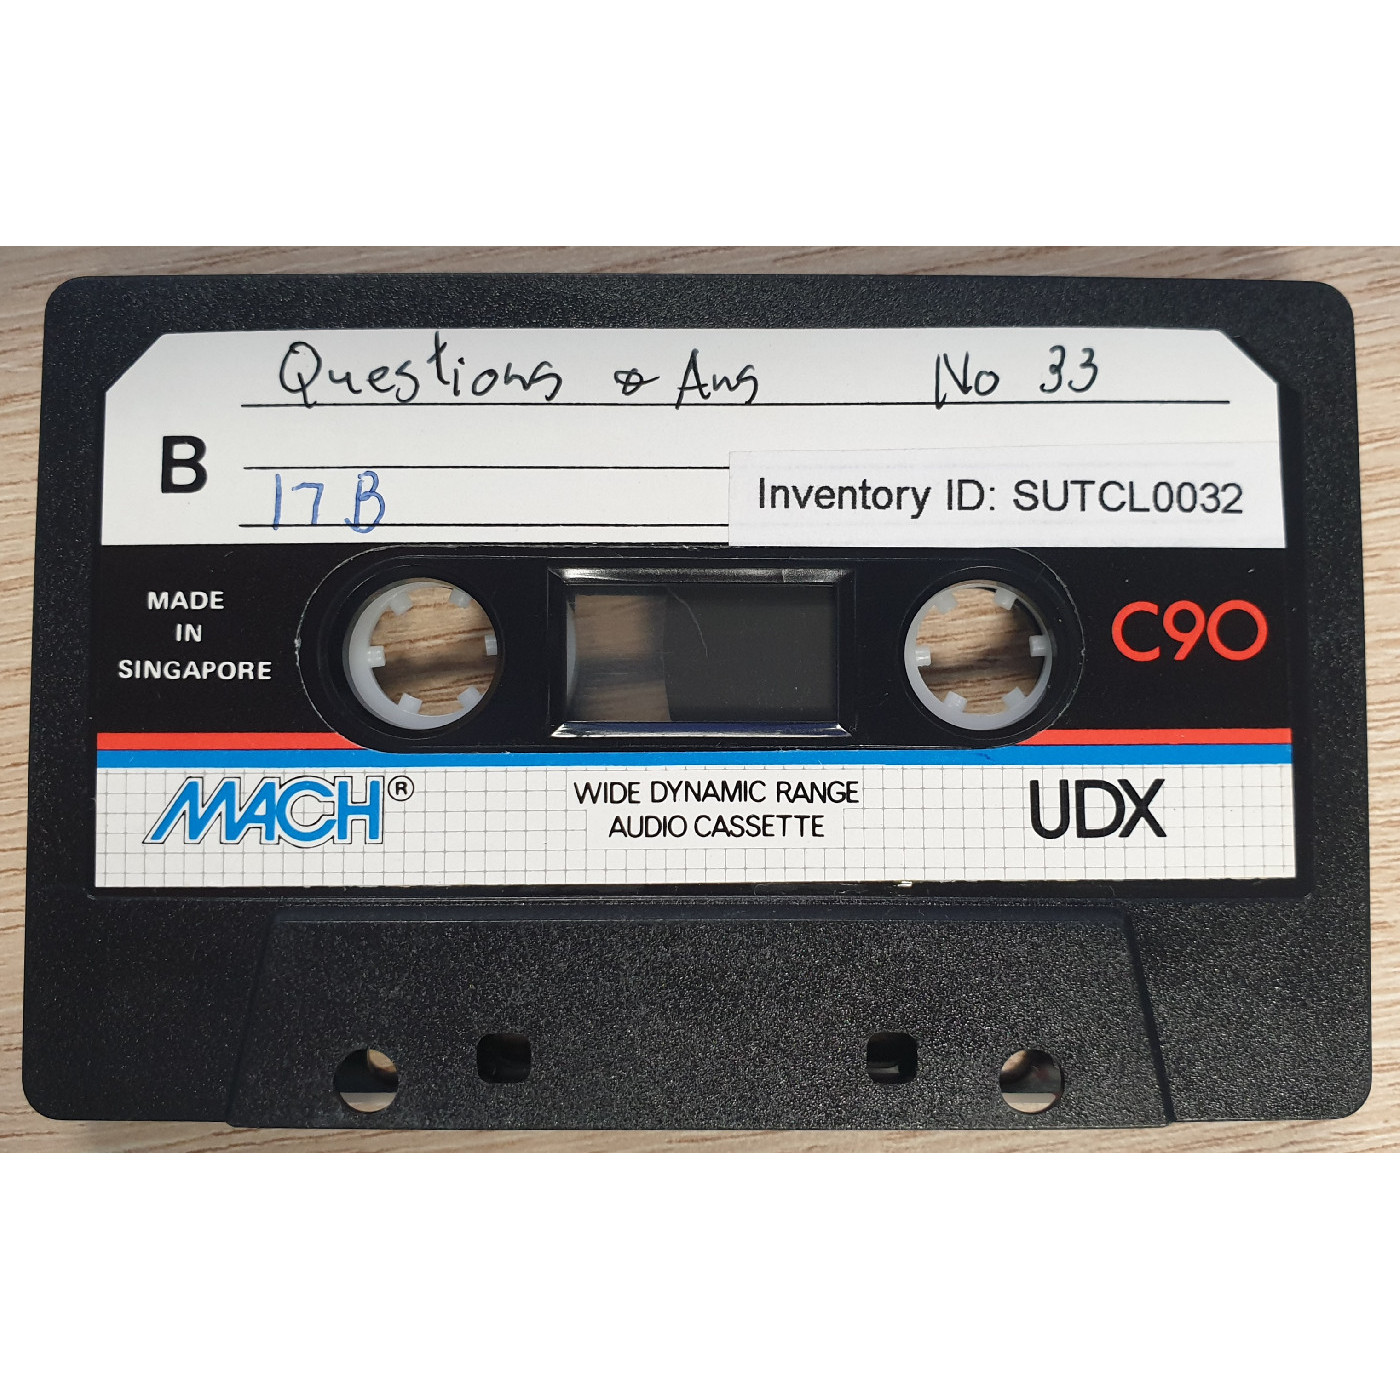 Questions & Ans No 33
B
17 B
Inventory ID: SUTCL0032
MADE
IN
SINGAPORE
C90
MACH®
WIDE DYNAMIC RANGE
AUDIO CASSETTE
UDX